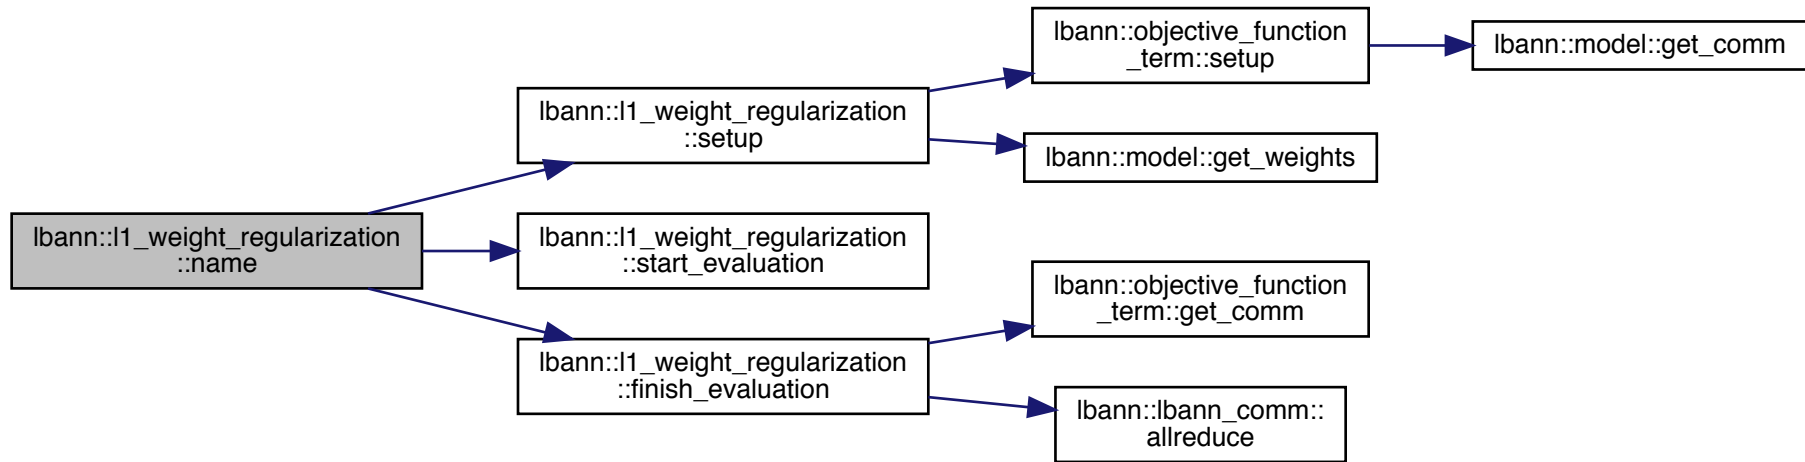 lbann::l1_weight_regularization
::name
lbann::l1_weight_regularization
::setup
lbann::objective_function
_term::setup
lbann::model::get_comm
lbann::model::get_weights
lbann::l1_weight_regularization
::start_evaluation
lbann::l1_weight_regularization
::finish_evaluation
lbann::objective_function
_term::get_comm
lbann::lbann_comm::
allreduce